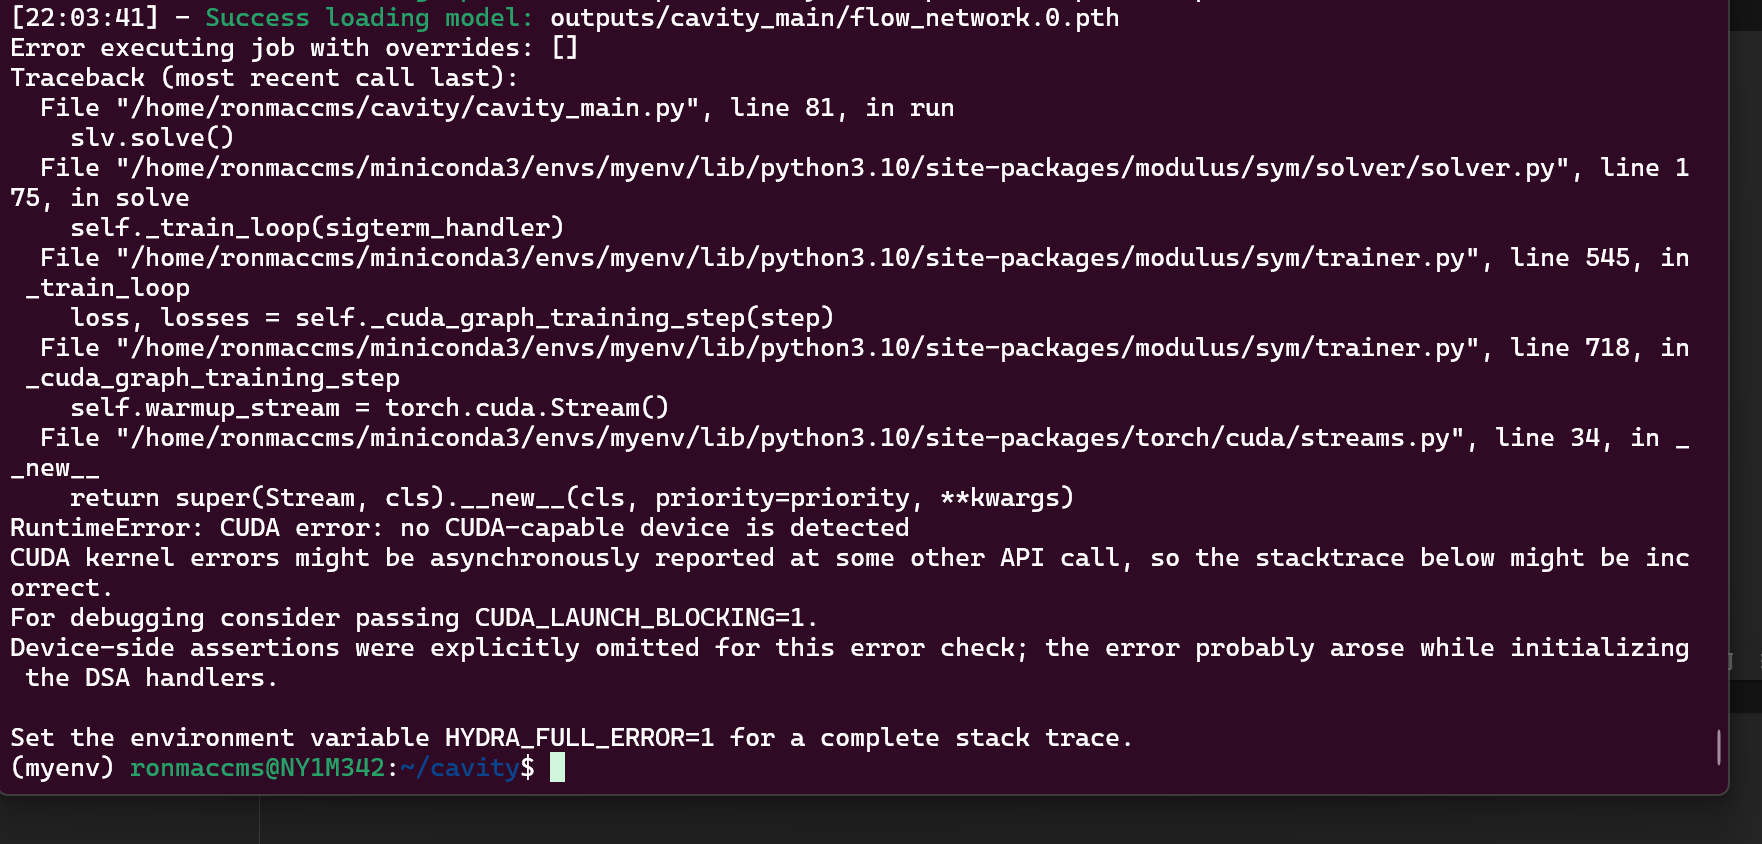 [22:03:41] - Success loading model: outputs/cavity_main/flow_network.0.pth
Error executing job with overrides: []
Traceback (most recent call last):
  File "/home/ronmaccms/cavity/cavity_main.py", line 81, in run
    slv.solve()
  File "/home/ronmaccms/miniconda3/envs/myenv/lib/python3.10/site-packages/modulus/sym/solver/solver.py", line 1
75, in solve
    self._train_loop(sigterm_handler)
  File "/home/ronmaccms/miniconda3/envs/myenv/lib/python3.10/site-packages/modulus/sym/trainer.py", line 545, in
 _train_loop
    loss, losses = self._cuda_graph_training_step(step)
  File "/home/ronmaccms/miniconda3/envs/myenv/lib/python3.10/site-packages/modulus/sym/trainer.py", line 718, in
 _cuda_graph_training_step
    self.warmup_stream = torch.cuda.Stream()
  File "/home/ronmaccms/miniconda3/envs/myenv/lib/python3.10/site-packages/torch/cuda/streams.py", line 34, in _
_new__
    return super(Stream, cls).__new__(cls, priority=priority, **kwargs)
RuntimeError: CUDA error: no CUDA-capable device is detected
CUDA kernel errors might be asynchronously reported at some other API call, so the stacktrace below might be inc
orrect.
For debugging consider passing CUDA_LAUNCH_BLOCKING=1.
Device-side assertions were explicitly omitted for this error check; the error probably arose while initializing
 the DSA handlers.

Set the environment variable HYDRA_FULL_ERROR=1 for a complete stack trace.
(myenv) ronmaccms@NY1M342:~/cavity$